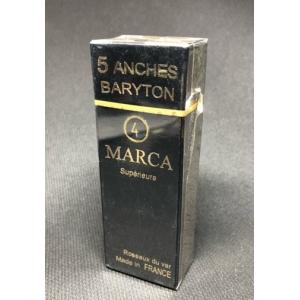 5 ANCHES
BARYTON
4
MARCA
Supérieure
Roseaux du var
Made in FRANCE